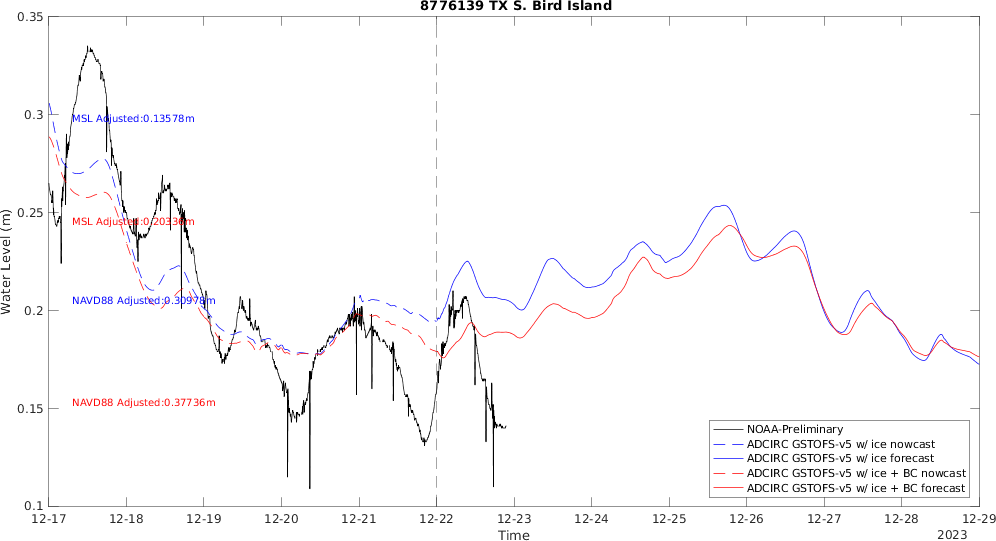 8776139 TX S. Bird Island
0.35
0.3
0.25
0.2
0.15
0.1
Water Level (m)
MSL Adjusted:0.13578m
MSL Adjusted:0.20336m
NAVD88 Adjusted:0.30978m
NAVD88 Adjusted:0.37736m
NOAA-Preliminary
ADCIRC GSTOFS-v5 w/ ice nowcast
ADCIRC GSTOFS-v5 w/ ice forecast
ADCIRC GSTOFS-v5 w/ ice + BC nowcast
ADCIRC GSTOFS-v5 w/ ice + BC forecast
12-17 12-18 12-19 12-20 12-21 12-22 12-23 12-24 12-25 12-26 12-27 12-28 12-29
Time
2023